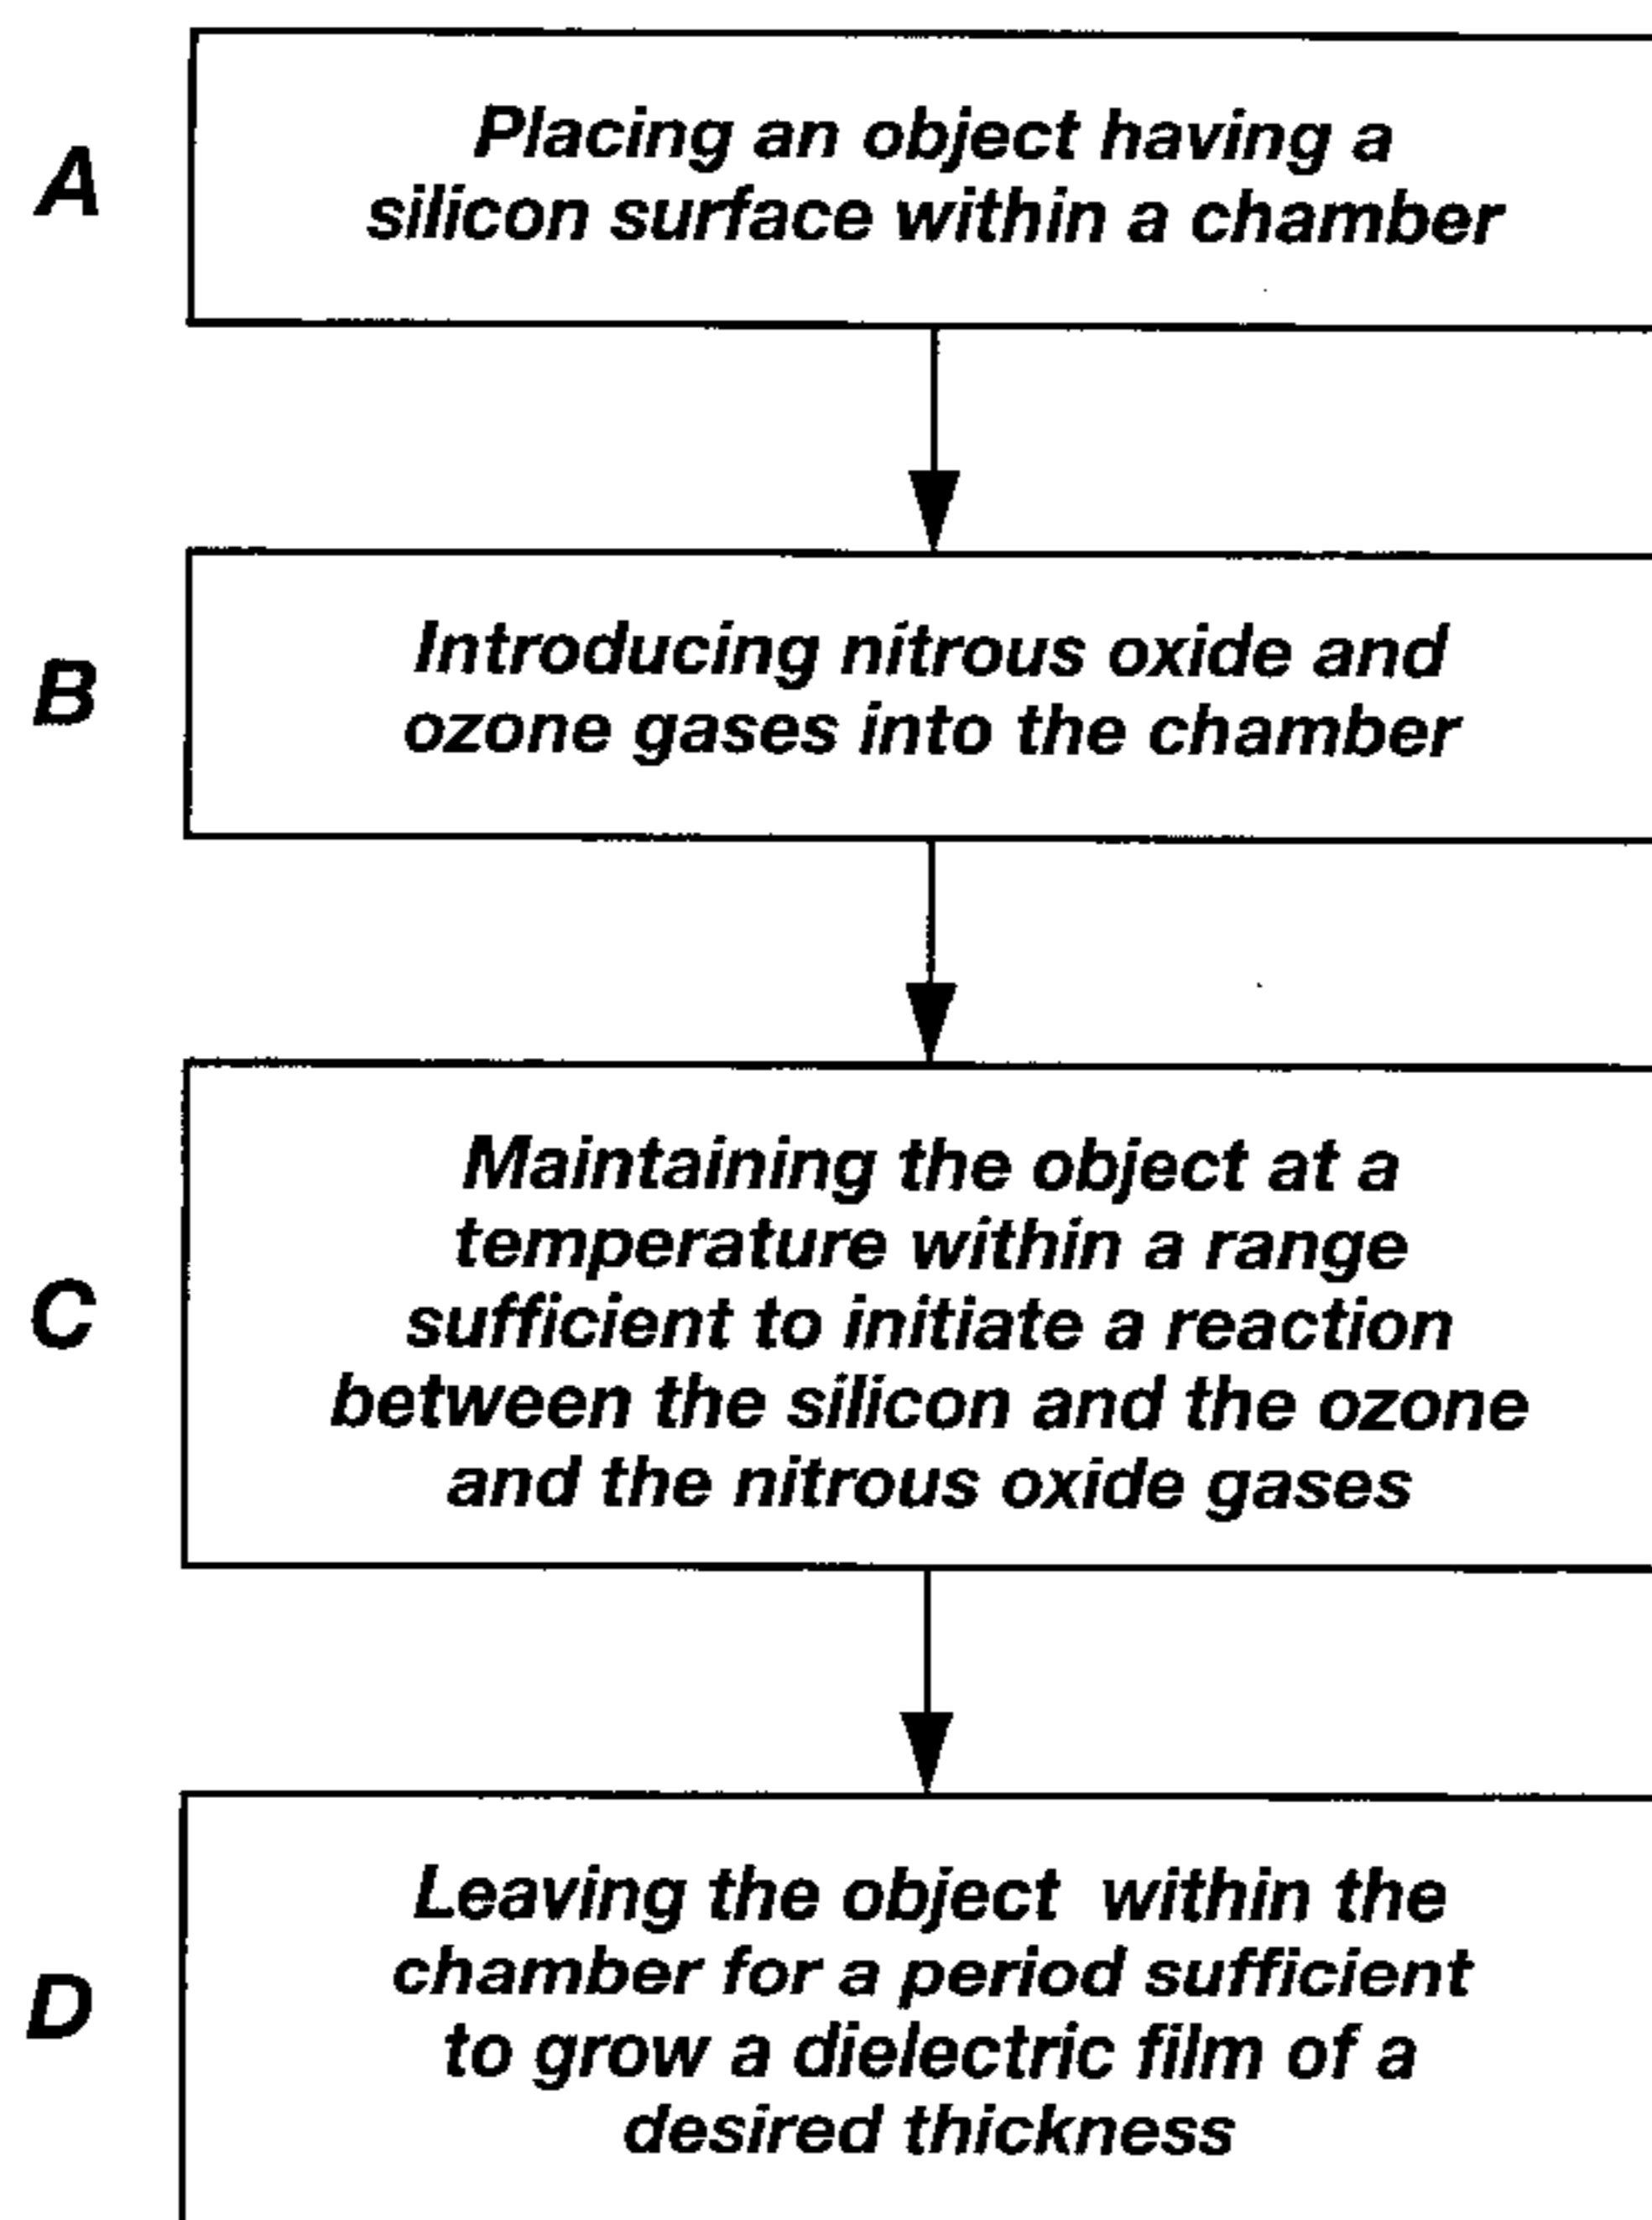 A
Placing an object having a
silicon surface within a chamber
B
Introducing nitrous oxide and
ozone gases into the chamber
C
Maintaining the object at a
temperature within a range
sufficient to initiate a reaction
between the silicon and the ozone
and the nitrous oxide gases
D
Leaving the object within the
chamber for a period sufficient
to grow a dielectric film of a
desired thickness